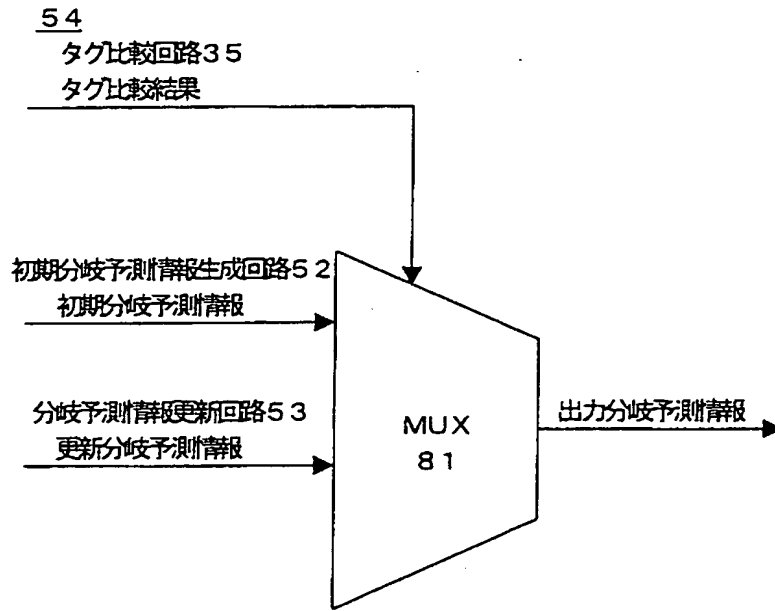 54
タグ比較回路35
タグ比較結果
初期分岐予測情報生成回路52
初期分岐予測情報
分岐予測情報更新回路53
更新分岐予測情報
MUX
81
出力分岐予測情報